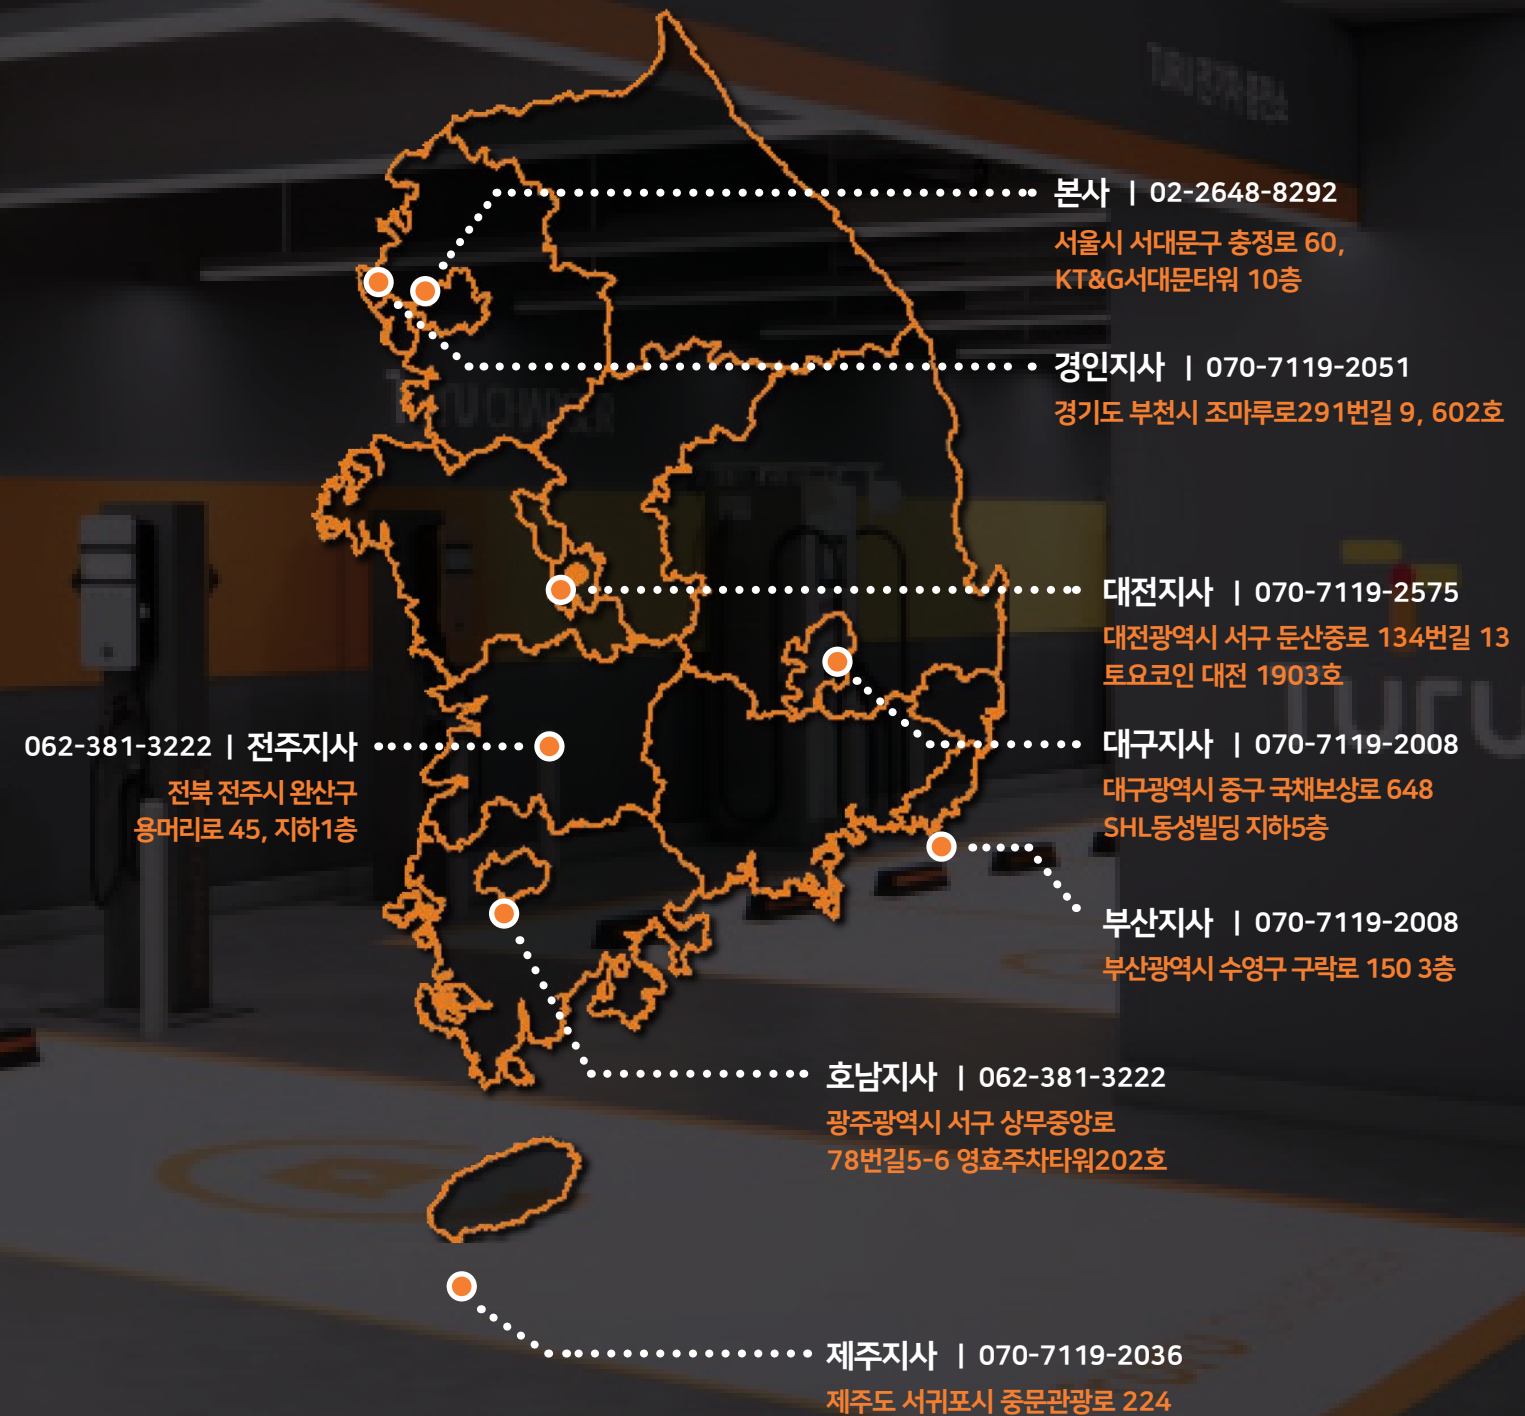 TURU 전기차충전소
본사 | 02-2648-8292
서울시 서대문구 충정로 60,
KT&G서대문타워 10층
경인지사 | 070-7119-2051
경기도 부천시 조마루로291번길 9, 602호
TURU CHARGER
대전지사 | 070-7119-2575
대전광역시 서구 둔산중로 134번길 13
토요코인 대전 1903호
Turu
062-381-3222 | 전주지사
전북 전주시 완산구
용머리로 45, 지하1층
대구지사 | 070-7119-2008
대구광역시 중구 국채보상로 648
SHL동성빌딩 지하5층
부산지사 | 070-7119-2008
부산광역시 수영구 구락로 150 3층
호남지사 | 062-381-3222
광주광역시 서구 상무중앙로
78번길5-6 영효주차타워202호
제주지사 | 070-7119-2036
제주도 서귀포시 중문관광로 224